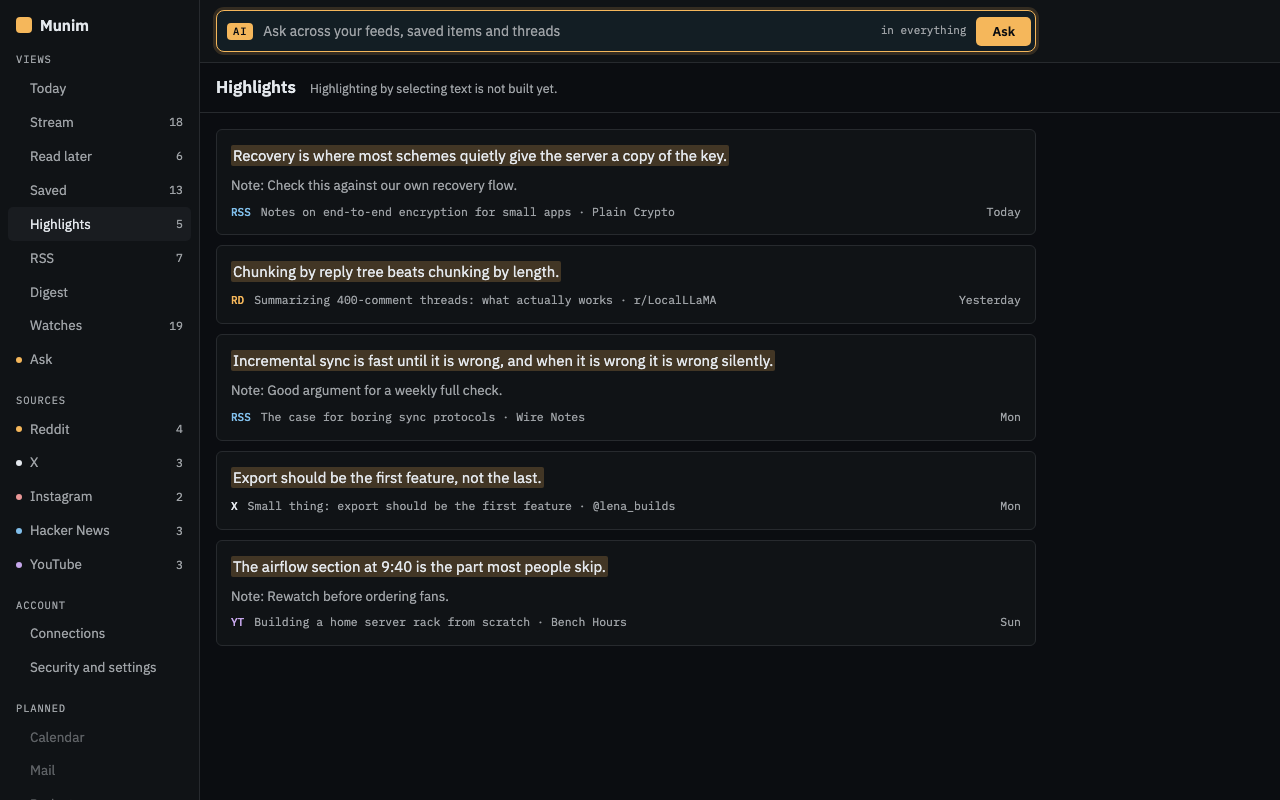 Munim
VIEWS
Today
Stream 18
Read later 6
Saved 13
Highlights 5
RSS 7
Digest
Watches 19
Ask
SOURCES
Reddit 4
X 3
Instagram 2
Hacker News 3
YouTube 3
ACCOUNT
Connections
Security and settings
PLANNED
Calendar
Mail
AI Ask across your feeds, saved items and threads in everything Ask
Highlights Highlighting by selecting text is not built yet.
Recovery is where most schemes quietly give the server a copy of the key.
Note: Check this against our own recovery flow.
RSS Notes on end-to-end encryption for small apps · Plain Crypto Today
Chunking by reply tree beats chunking by length.
RD Summarizing 400-comment threads: what actually works · r/LocalLLaMA Yesterday
Incremental sync is fast until it is wrong, and when it is wrong it is wrong silently.
Note: Good argument for a weekly full check.
RSS The case for boring sync protocols · Wire Notes Mon
Export should be the first feature, not the last.
X Small thing: export should be the first feature · @lena_builds Mon
The airflow section at 9:40 is the part most people skip.
Note: Rewatch before ordering fans.
YT Building a home server rack from scratch · Bench Hours Sun